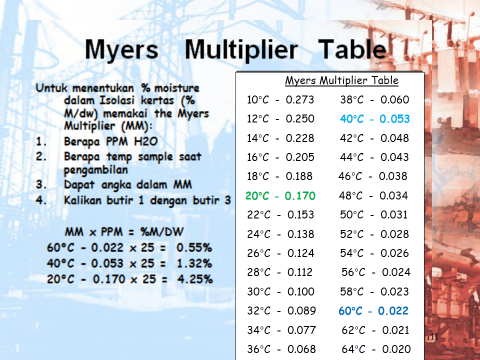 Myers Multiplier Table
Untuk menentukan % moisture
dalam Isolasi kertas (%
M/dw) memakai the Myers
Multiplier (MM):
1. Berapa PPM H2O
2. Berapa temp sample saat
pengambilan
3. Dapat angka dalam MM
4. Kalikan butir 1 dengan butir 3
MM x PPM = %M/DW
60°C - 0.022 x 25 = 0.55%
40°C - 0.053 x 25 = 1.32%
20°C - 0.170 x 25 = 4.25%
Myers Multiplier Table
10°C - 0.273 38°C - 0.060
12°C - 0.250 40°C - 0.053
14°C - 0.228 42°C - 0.048
16°C - 0.205 44°C - 0.043
18°C - 0.188 46°C - 0.038
20°C - 0.170 48°C - 0.034
22°C - 0.153 50°C - 0.031
24°C - 0.138 52°C - 0.028
26°C - 0.124 54°C - 0.026
28°C - 0.112 56°C - 0.024
30°C - 0.100 58°C - 0.023
32°C - 0.089 60°C - 0.022
34°C - 0.077 62°C - 0.021
36°C - 0.068 64°C - 0.020